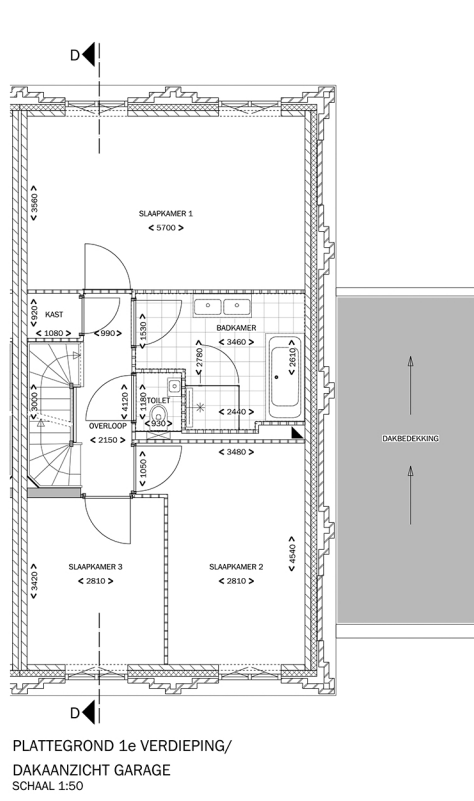 D
3560
SLAAPKAMER 1
< 5700 >
920
KAST
< 1080 >
< 990 >
1530
BADKAMER
< 3460 >
2780
2610
3000
4120
1180
TOILET
< 930 >
< 2440 >
OVERLOOP
< 2150 >
DAKBEDEKKING
< 3480 >
1050
4540
SLAAPKAMER 3
< 2810 >
SLAAPKAMER 2
< 2810 >
3420
D
PLATTEGROND 1e VERDIEPING/
DAKAANZICHT GARAGE
SCHAAL 1:50